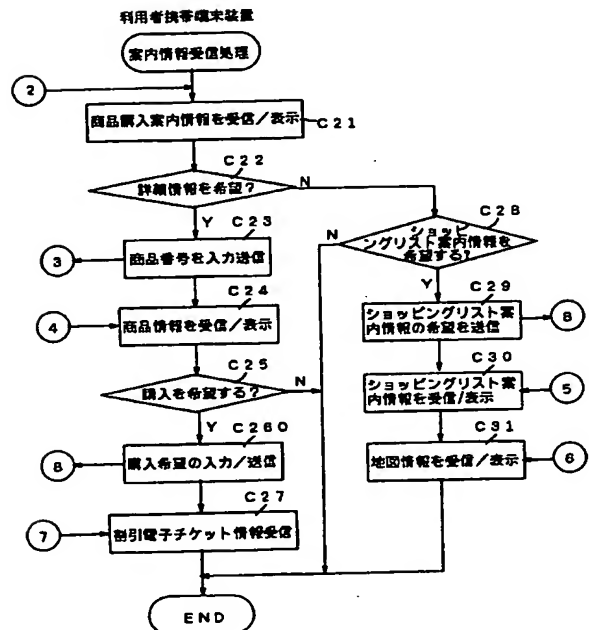 利用者携帯端末装置
案内情報受信処理
2
商品購入案内情報を受信/表示
C21
C22
詳細情報を希望?
N
Y
C23
商品番号を入力送信
3
C24
商品情報を受信/表示
4
C25
購入を希望する?
N
Y
C260
購入希望の入力/送信
8
C27
割引電子チケット情報受信
7
END
C28
ショッピ
ングリスト案内情報を
希望する?
N
Y
C29
ショッピングリスト案
内情報の希望を送信
8
C30
ショッピングリスト案
内情報を受信/表示
5
C31
地図情報を受信/表示
6